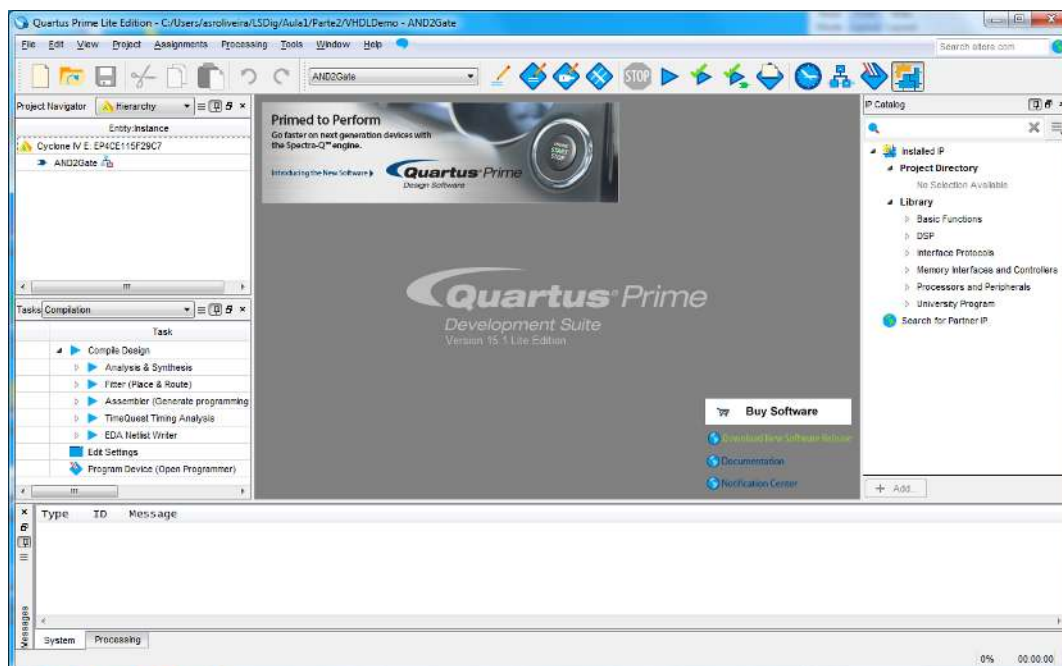 Quartus Prime Lite Edition - C:/Users/asroliveira/LSDig/Aula1/Parte2/VHDLDemo - AND2Gate
File Edit View Project Assignments Processing Tools Window Help
Search altera.com
AND2Gate
STOP
Project Navigator Hierarchy
Entity:Instance
Cyclone IV E: EP4CE115F29C7
AND2Gate
Tasks Compilation
Task
Compile Design
Analysis & Synthesis
Fitter (Place & Route)
Assembler (Generate programming
TimeQuest Timing Analysis
EDA Netlist Writer
Edit Settings
Program Device (Open Programmer)
Primed to Perform
Go faster on next generation devices with
the Spectra-Q™ engine.
Introducing the New Software
Quartus Prime
Design Software
ENGINE
START
STOP
Quartus Prime
Development Suite
Version 15.1 Lite Edition
Buy Software
Download New Software Release
Documentation
Notification Center
IP Catalog
Installed IP
Project Directory
No Selection Available
Library
Basic Functions
DSP
Interface Protocols
Memory Interfaces and Controllers
Processors and Peripherals
University Program
Search for Partner IP
+ Add...
Type ID Message
Messages
System Processing
0% 00:00:00